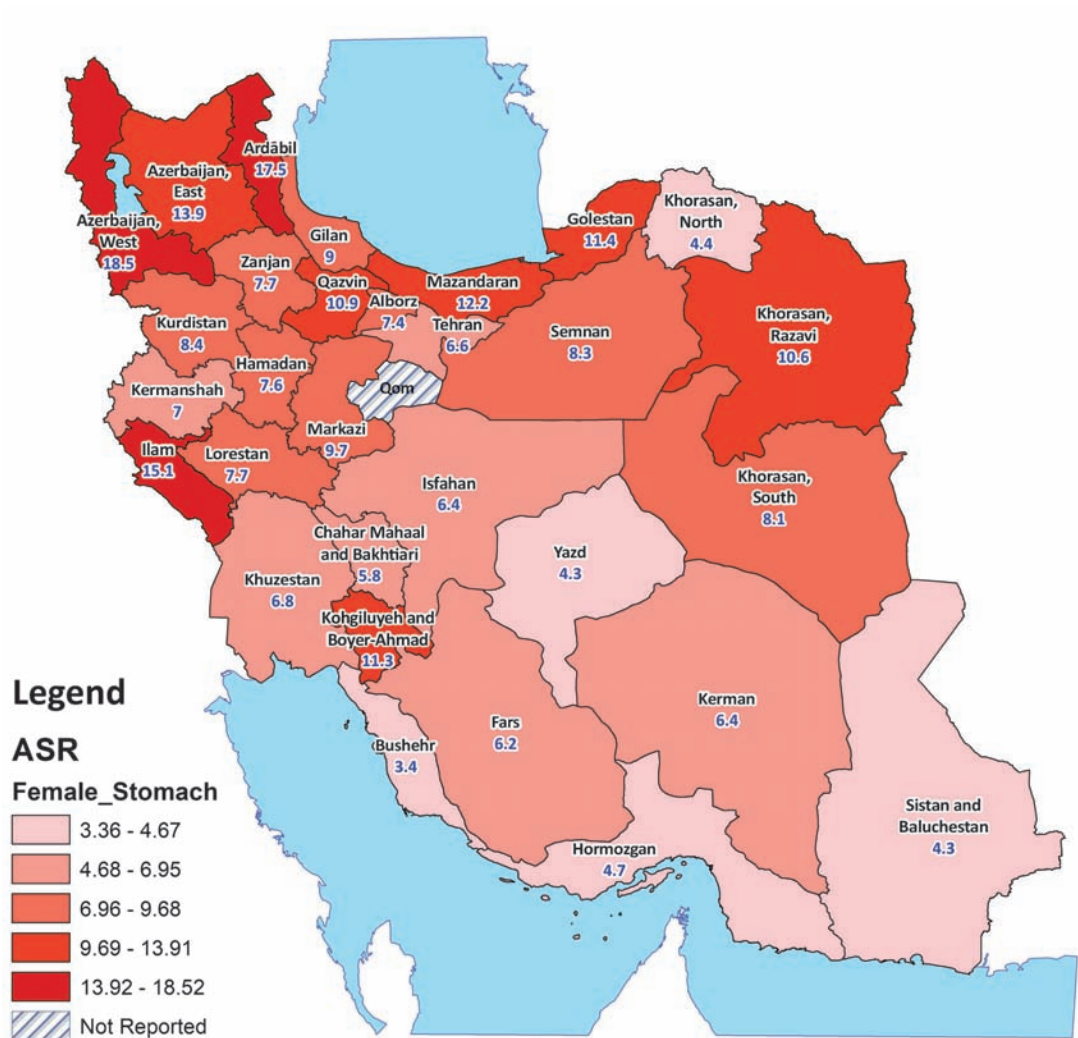 Ardābil
17.5
Azerbaijan,
East
13.9
Azerbaijan,
West
18.5
Khorasan,
North
4.4
Golestan
11.4
Gilan
9
Zanjan
7.7
Qazvin
10.9
Mazandaran
12.2
Alborz
7.4
Tehran
6.6
Semnan
8.3
Khorasan,
Razavi
10.6
Kurdistan
8.4
Hamadan
7.6
Kermanshah
7
Qom
Markazi
9.7
Ilam
15.1
Lorestan
7.7
Isfahan
6.4
Khorasan,
South
8.1
Chahar Mahaal
and Bakhtiari
5.8
Yazd
4.3
Khuzestan
6.8
Kohgiluyeh and
Boyer-Ahmad
11.3
Kerman
6.4
Fars
6.2
Bushehr
3.4
Sistan and
Baluchestan
4.3
Hormozgan
4.7
Legend
ASR
Female_Stomach
3.36 - 4.67
4.68 - 6.95
6.96 - 9.68
9.69 - 13.91
13.92 - 18.52
Not Reported